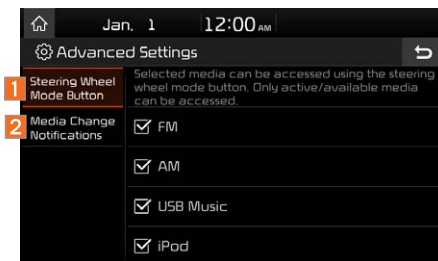 Jan. 1 12:00 AM
Advanced Settings
1 Steering Wheel
Mode Button
2 Media Change
Notifications
Selected media can be accessed using the steering
wheel mode button. Only active/available media
can be accessed.
FM
AM
USB Music
iPod